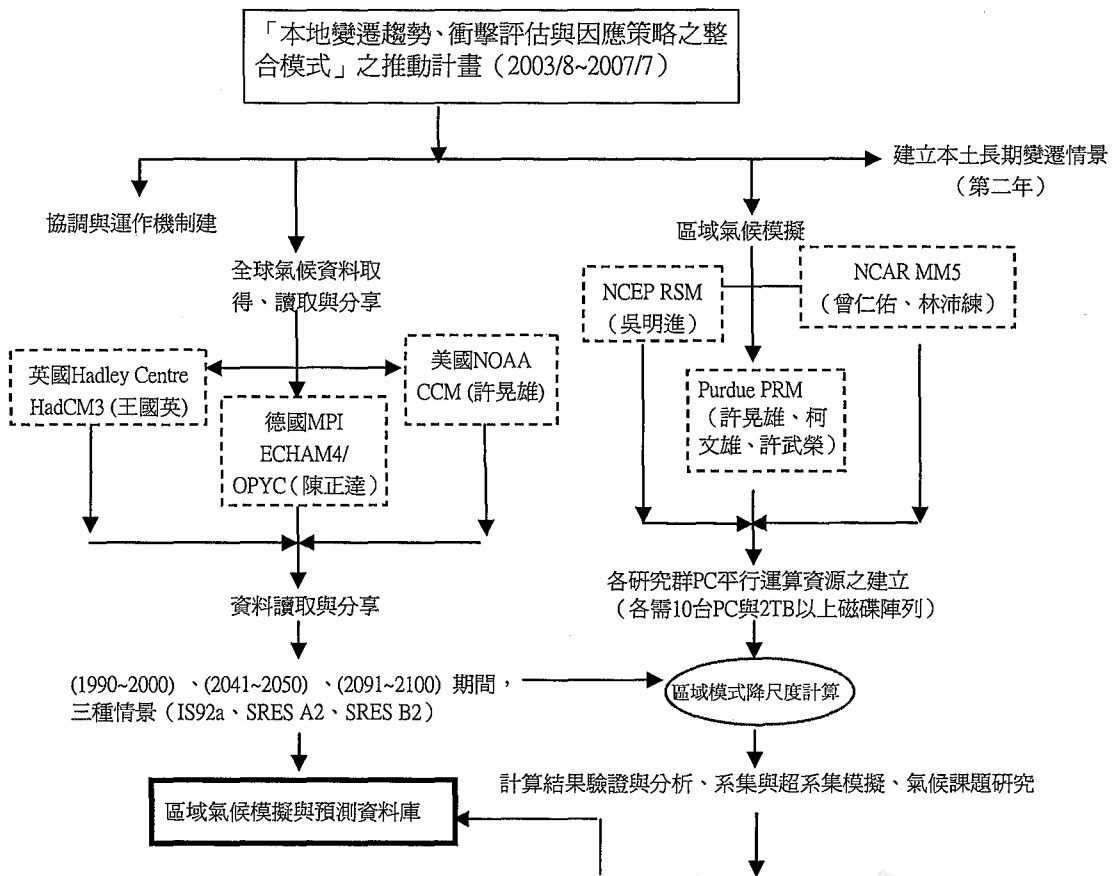 「本地變遷趨勢、衝擊評估與因應策略之整
合模式」之推動計畫（2003/8~2007/7）
建立本土長期變遷情景
（第二年）
協調與運作機制建
區域氣候模擬
全球氣候資料取
得、讀取與分享
NCEP RSM
（吳明進）
NCAR MM5
（曾仁佑、林沛練）
英國Hadley Centre
HadCM3 (王國英)
美國NOAA
CCM (許晃雄)
德國MPI
ECHAM4/
OPYC（陳正達）
Purdue PRM
（許晃雄、柯
文雄、許武榮）
各研究群PC平行運算資源之建立
（各需10台PC與2TB以上磁碟陣列）
資料讀取與分享
(1990~2000) 、(2041~2050) 、(2091~2100) 期間，
三種情景（IS92a、SRES A2、SRES B2）
區域模式降尺度計算
計算結果驗證與分析、系集與超系集模擬、氣候課題研究
區域氣候模擬與預測資料庫